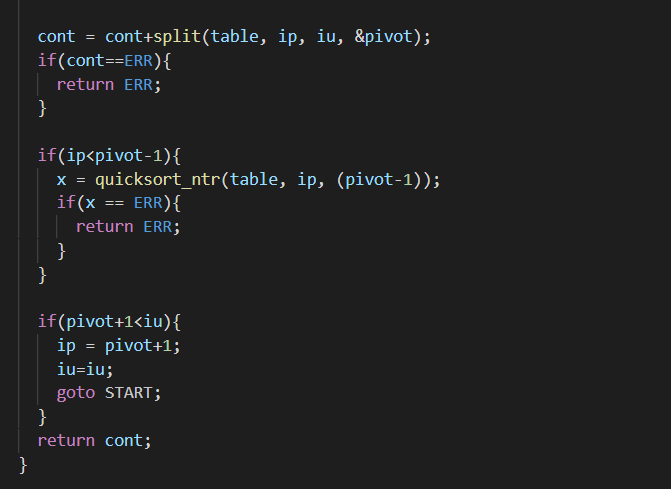 cont = cont+split(table, ip, iu, &pivot);
if(cont==ERR){
return ERR;
}
if(ip<pivot-1){
x = quicksort_ntr(table, ip, (pivot-1));
if(x == ERR){
return ERR;
}
}
if(pivot+1<iu){
ip = pivot+1;
iu=iu;
goto START;
}
return cont;
}